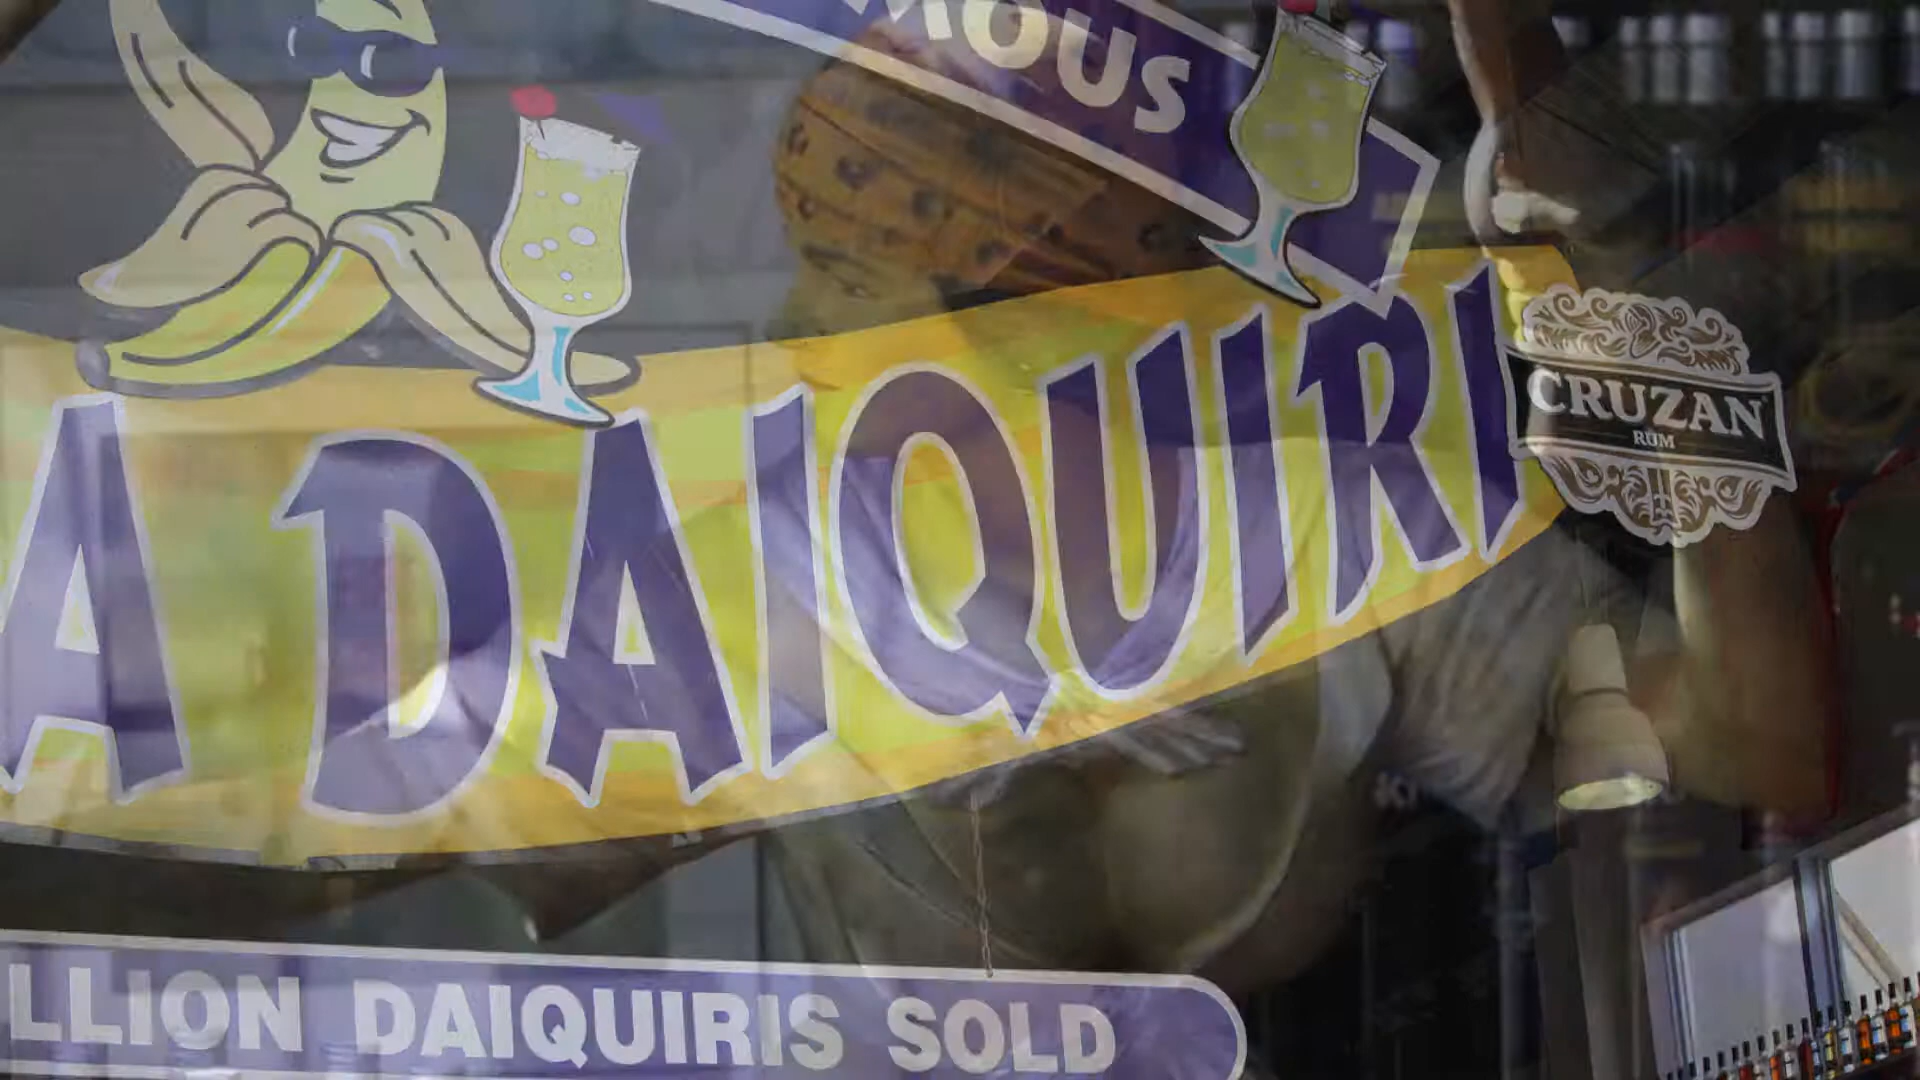 MOUS
A DAIQUIRI
CRUZAN
RUM
LLION DAIQUIRIS SOLD